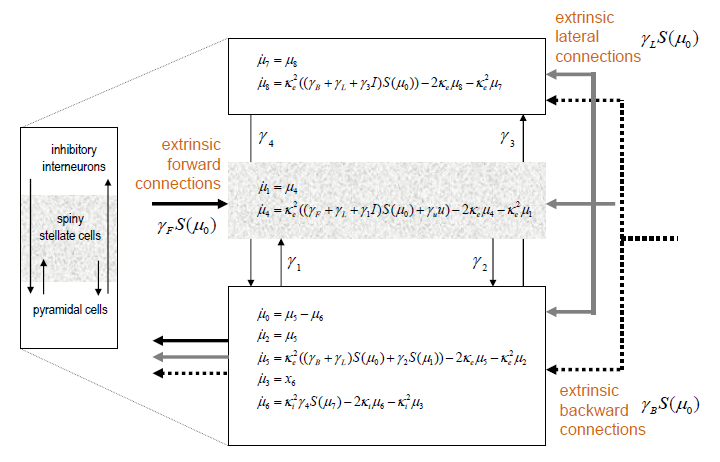 extrinsic
lateral
connections
γ_L S(μ_0)
μ̇_7 = μ_8
μ̇_8 = κ_e^2((γ_B + γ_L + γ_3 I)S(μ_0)) − 2κ_e μ_8 − κ_e^2 μ_7
γ_4
γ_3
inhibitory
interneurons
spiny
stellate cells
pyramidal cells
extrinsic
forward
connections
γ_F S(μ_0)
μ̇_1 = μ_4
μ̇_4 = κ_e^2((γ_F + γ_L + γ_1 I)S(μ_0) + γ_u u) − 2κ_e μ_4 − κ_e^2 μ_1
γ_1
γ_2
μ̇_0 = μ_5 − μ_6
μ̇_2 = μ_5
μ̇_5 = κ_e^2((γ_B + γ_L)S(μ_0) + γ_2 S(μ_1)) − 2κ_e μ_5 − κ_e^2 μ_2
μ̇_3 = x_6
μ̇_6 = κ_i^2 γ_4 S(μ_7) − 2κ_i μ_6 − κ_i^2 μ_3
extrinsic
backward
connections
γ_B S(μ_0)